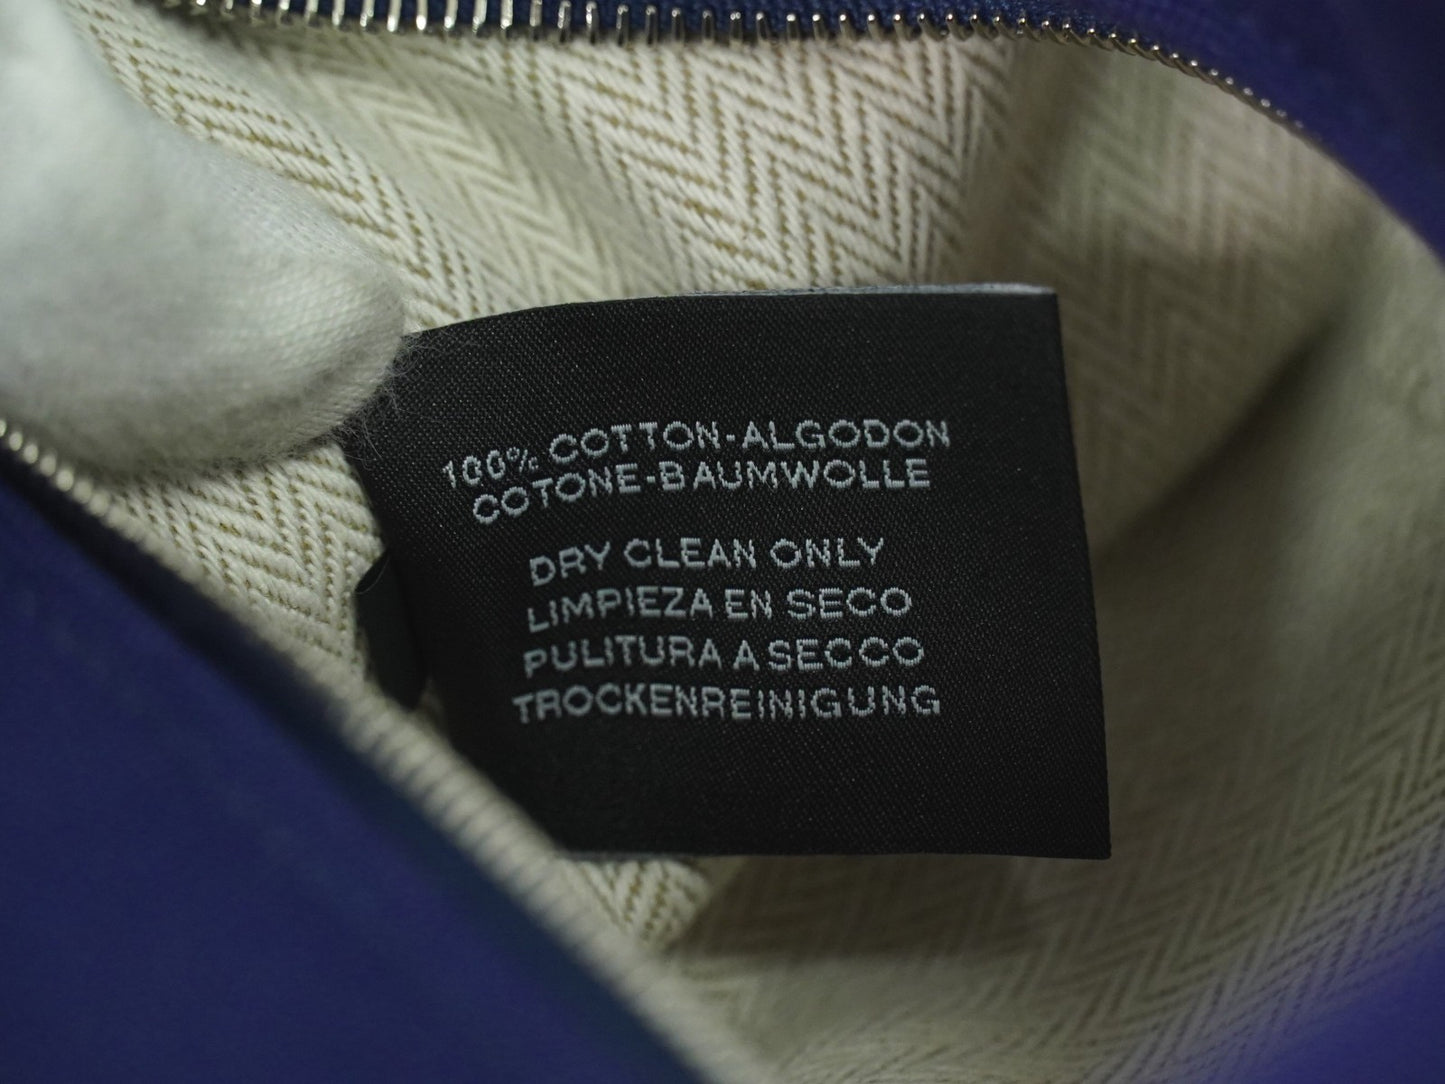 100% COTTON-ALGODON
COTONE-BAUMWOLLE
DRY CLEAN ONLY
LIMPIEZA EN SECO
PULITURA A SECCO
TROCKENREINIGUNG